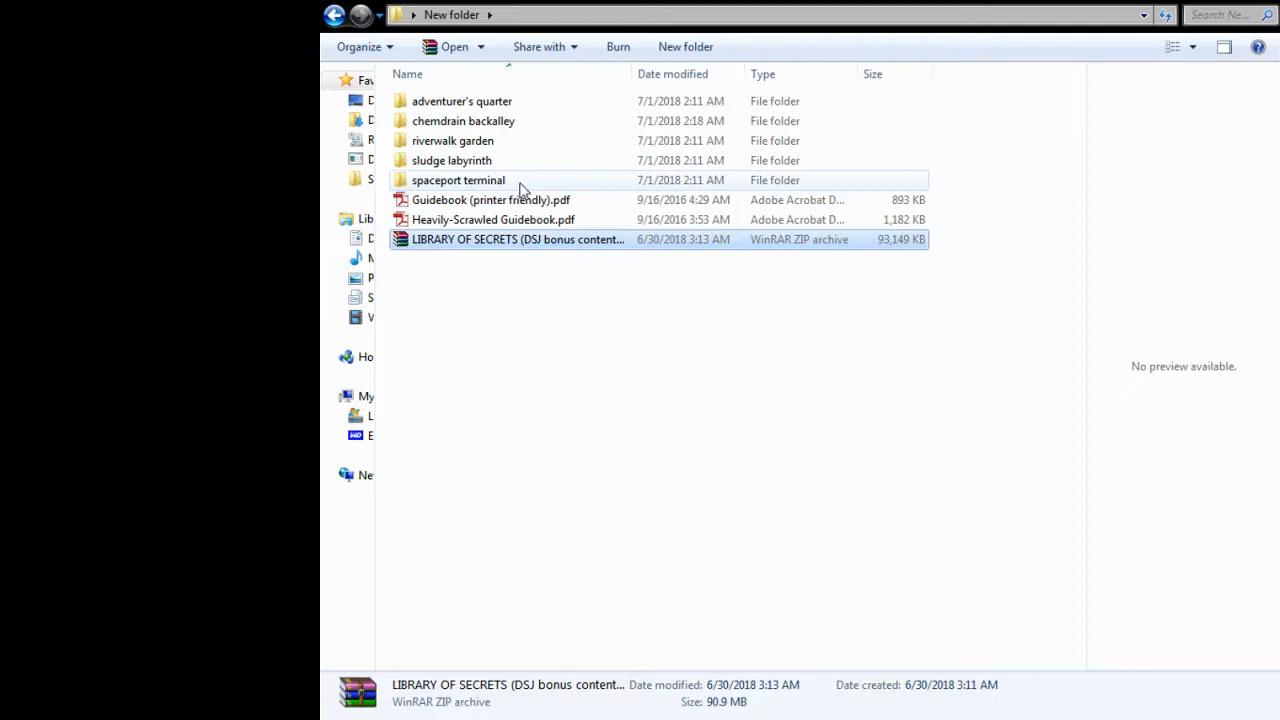 New folder
Search Ne...
Organize Open Share with Burn New folder
Name Date modified Type Size
Fav
adventurer's quarter 7/1/2018 2:11 AM File folder
chemdrain backalley 7/1/2018 2:18 AM File folder
riverwalk garden 7/1/2018 2:11 AM File folder
sludge labyrinth 7/1/2018 2:11 AM File folder
spaceport terminal 7/1/2018 2:11 AM File folder
Guidebook (printer friendly).pdf 9/16/2016 4:29 AM Adobe Acrobat D... 893 KB
Heavily-Scrawled Guidebook.pdf 9/16/2016 3:53 AM Adobe Acrobat D... 1,182 KB
LIBRARY OF SECRETS (DSJ bonus content... 6/30/2018 3:13 AM WinRAR ZIP archive 93,149 KB
Lib
Ho
My
Ne
No preview available.
LIBRARY OF SECRETS (DSJ bonus content... Date modified: 6/30/2018 3:13 AM Date created: 6/30/2018 3:11 AM
WinRAR ZIP archive Size: 90.9 MB